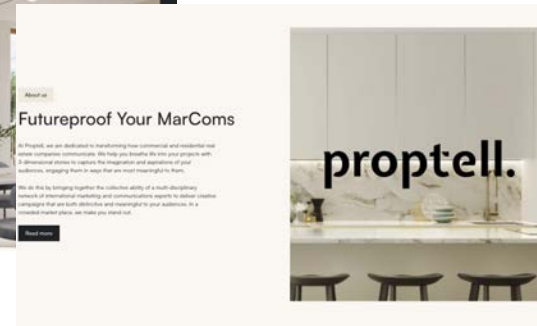 About us
Futureproof Your MarComs
At Proptell, we are dedicated to transforming how commercial and residential real
estate companies communicate. We help you breathe life into your projects with
3-dimensional stories to capture the imagination and aspirations of your
audiences, engaging them in ways that are most meaningful to them.
We do this by bringing together the collective ability of a multi-disciplinary
network of international marketing and communications experts to deliver creative
campaigns that are both distinctive and meaningful to your audiences. In a
crowded market place, we make you stand out.
Read more
proptell.